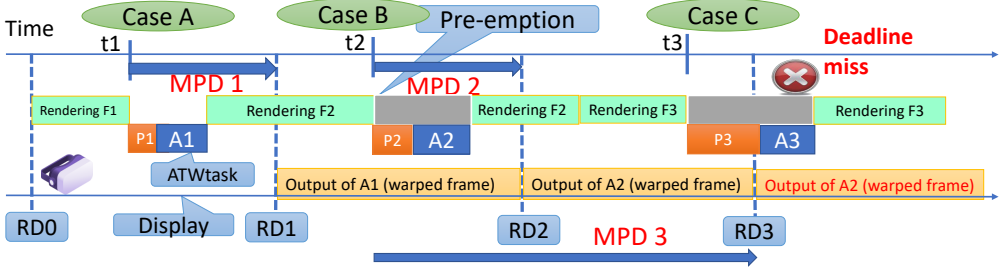 Case A
Case B
Case C
Time
t1
t2
Pre-emption
t3
Deadline
miss
MPD 1
MPD 2
Rendering F1
Rendering F2
Rendering F2
Rendering F3
Rendering F3
P1
A1
P2
A2
P3
A3
ATWtask
Output of A1 (warped frame)
Output of A2 (warped frame)
Output of A2 (warped frame)
RD0
Display
RD1
RD2
MPD 3
RD3